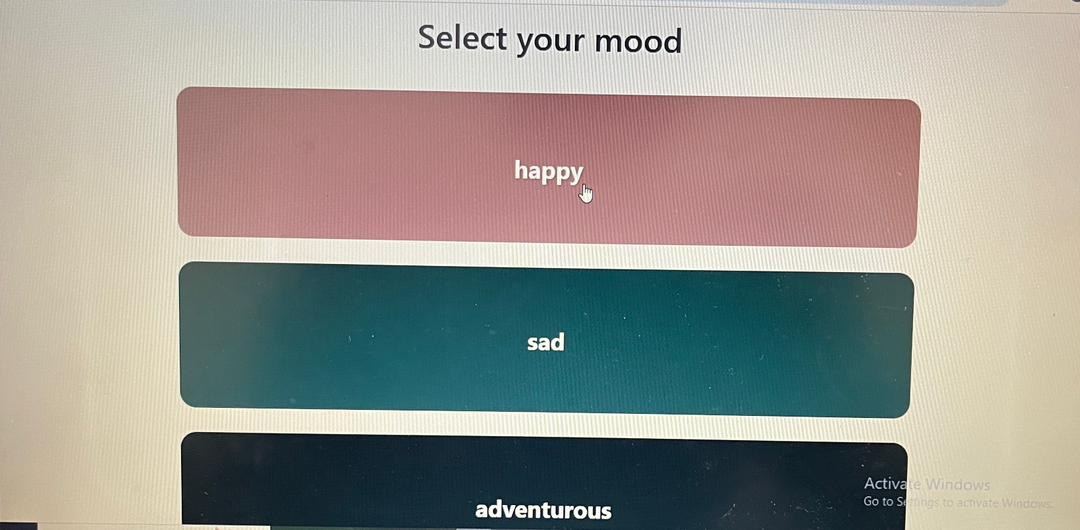 Select your mood
happy
sad
adventurous
Activate Windows
Go to Settings to activate Windows.